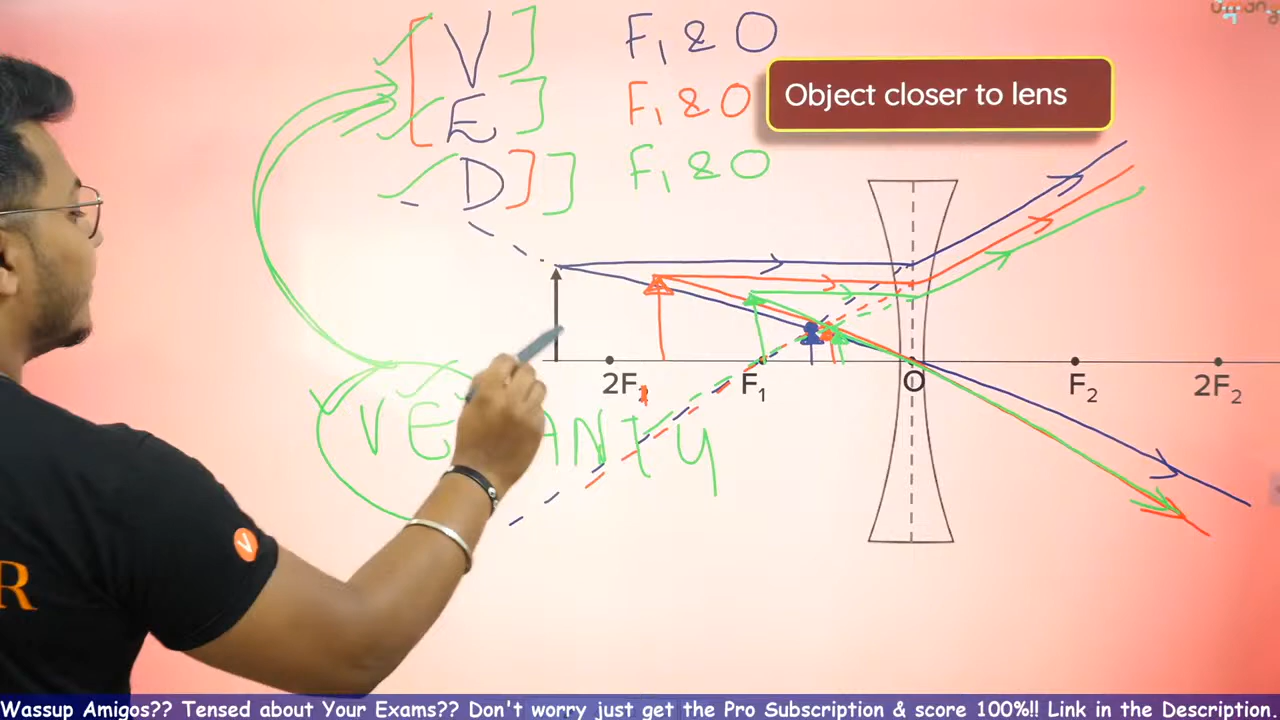 V F₁ & O
E F₁ & O
D F₁ & O
Object closer to lens
2F₁ F₁ O F₂ 2F₂
R
V
Wassup Amigos?? Tensed about Your Exams?? Don't worry just get the Pro Subscription & score 100%!! Link in the Description.